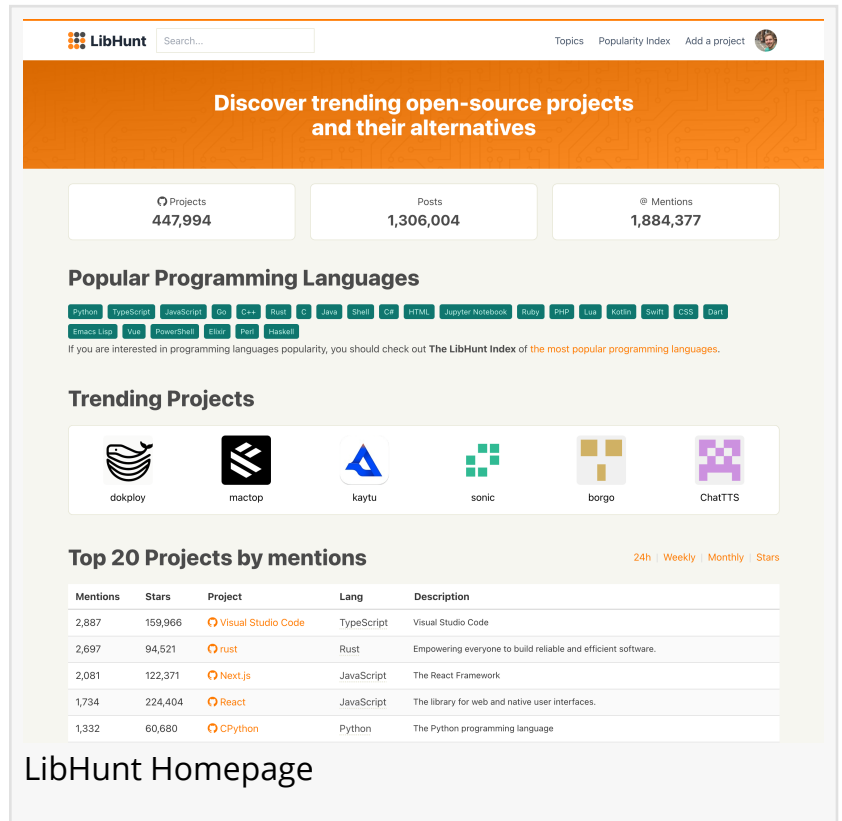 LibHunt Search... Topics Popularity Index Add a project
Discover trending open-source projects
and their alternatives
Projects Posts @ Mentions
447,994 1,306,004 1,884,377
Popular Programming Languages
Python TypeScript JavaScript Go C++ Rust C Java Shell C# HTML Jupyter Notebook Ruby PHP Lua Kotlin Swift CSS Dart
Emacs Lisp Vue PowerShell Elixir Perl Haskell
If you are interested in programming languages popularity, you should check out The LibHunt Index of the most popular programming languages.
Trending Projects
dokploy mactop kaytu sonic borgo ChatTTS
Top 20 Projects by mentions 24h | Weekly | Monthly | Stars
Mentions Stars Project Lang Description
2,887 159,966 Visual Studio Code TypeScript Visual Studio Code
2,697 94,521 rust Rust Empowering everyone to build reliable and efficient software.
2,081 122,371 Next.js JavaScript The React Framework
1,734 224,404 React JavaScript The library for web and native user interfaces.
1,332 60,680 CPython Python The Python programming language
LibHunt Homepage